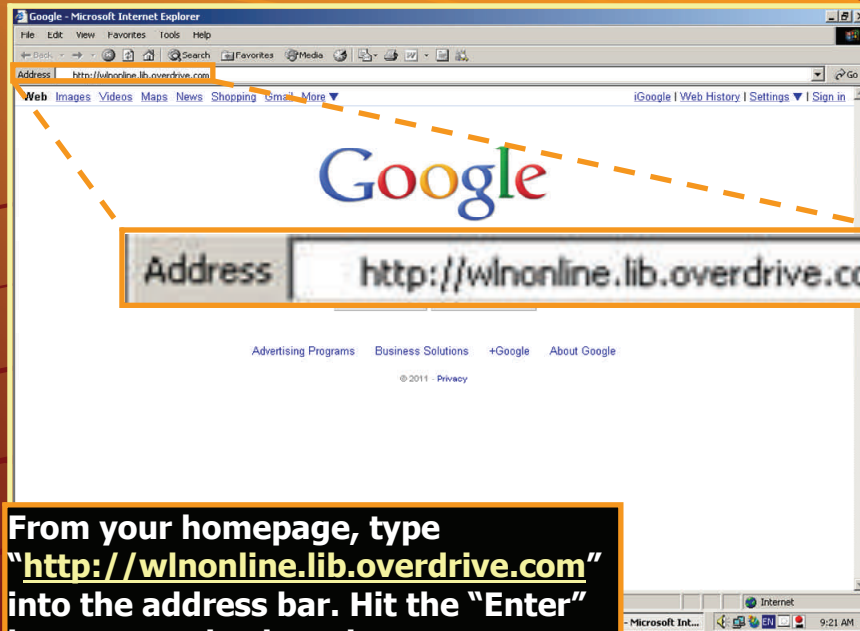 Google - Microsoft Internet Explorer
File Edit View Favorites Tools Help
Back Search Favorites Media
Address http://wlnonline.lib.overdrive.com Go
Web Images Videos Maps News Shopping Gmail More ▼ iGoogle | Web History | Settings ▼ | Sign in
Google
Address http://wlnonline.lib.overdrive.co
Advertising Programs Business Solutions +Google About Google
© 2011 - Privacy
From your homepage, type
“http://wlnonline.lib.overdrive.com”
into the address bar. Hit the “Enter”
Internet
- Microsoft Int... EN 9:21 AM